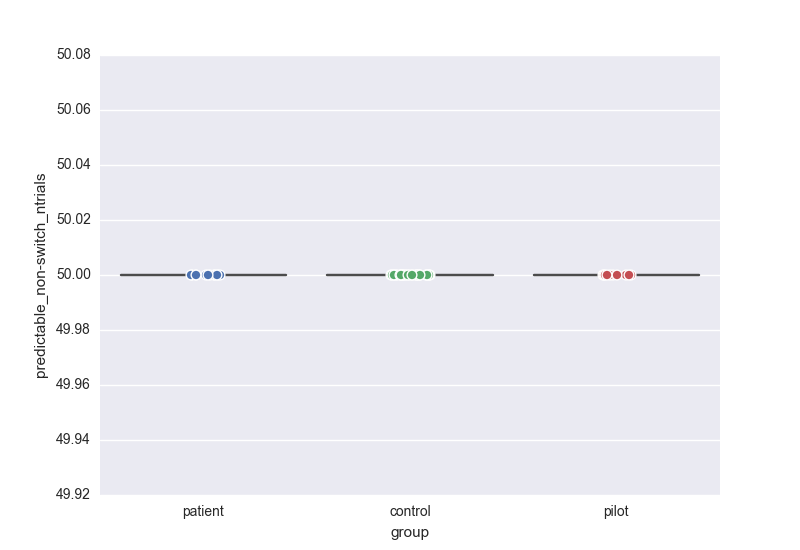 50.08
50.06
50.04
50.02
50.00
49.98
49.96
49.94
49.92
predictable_non-switch_ntrials
patient
control
pilot
group